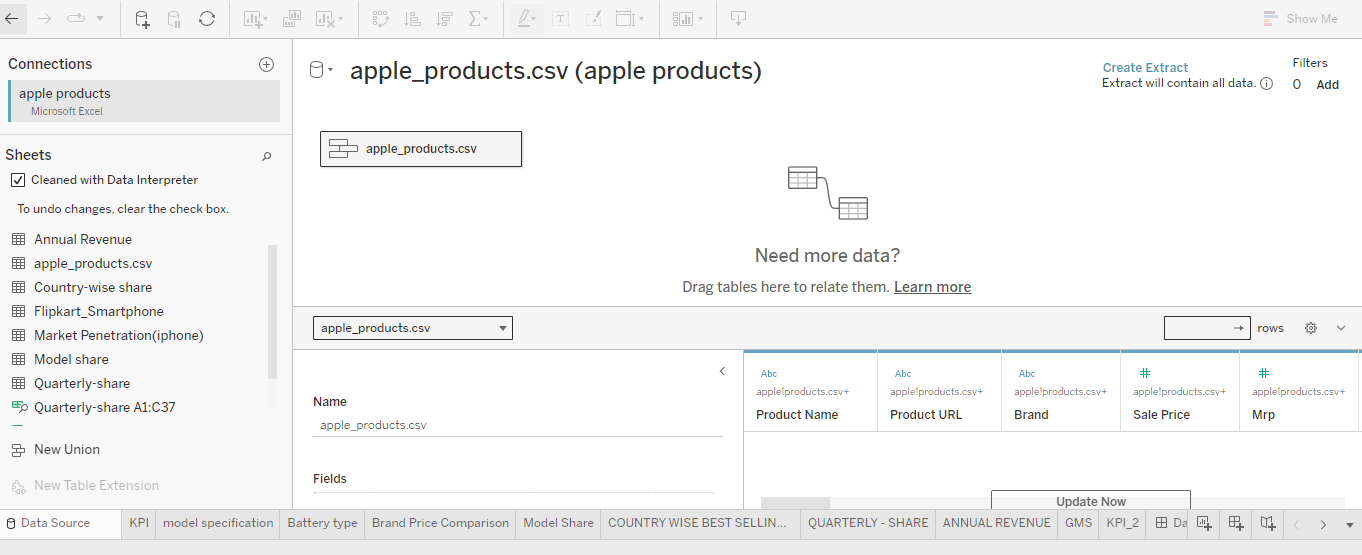 Show Me
Connections
apple products
Microsoft Excel
Sheets
Cleaned with Data Interpreter
To undo changes, clear the check box.
Annual Revenue
apple_products.csv
Country-wise share
Flipkart_Smartphone
Market Penetration(iphone)
Model share
Quarterly-share
Quarterly-share A1:C37
New Union
New Table Extension
apple_products.csv (apple products)
Create Extract
Extract will contain all data.
Filters
0 Add
apple_products.csv
Need more data?
Drag tables here to relate them. Learn more
apple_products.csv
rows
Name
apple_products.csv
Fields
Abc
apple!products.csv+
Product Name
Abc
apple!products.csv+
Product URL
Abc
apple!products.csv+
Brand
#
apple!products.csv+
Sale Price
#
apple!products.csv+
Mrp
Update Now
Data Source
KPI
model specification
Battery type
Brand Price Comparison
Model Share
COUNTRY WISE BEST SELLIN...
QUARTERLY - SHARE
ANNUAL REVENUE
GMS
KPI_2
Da